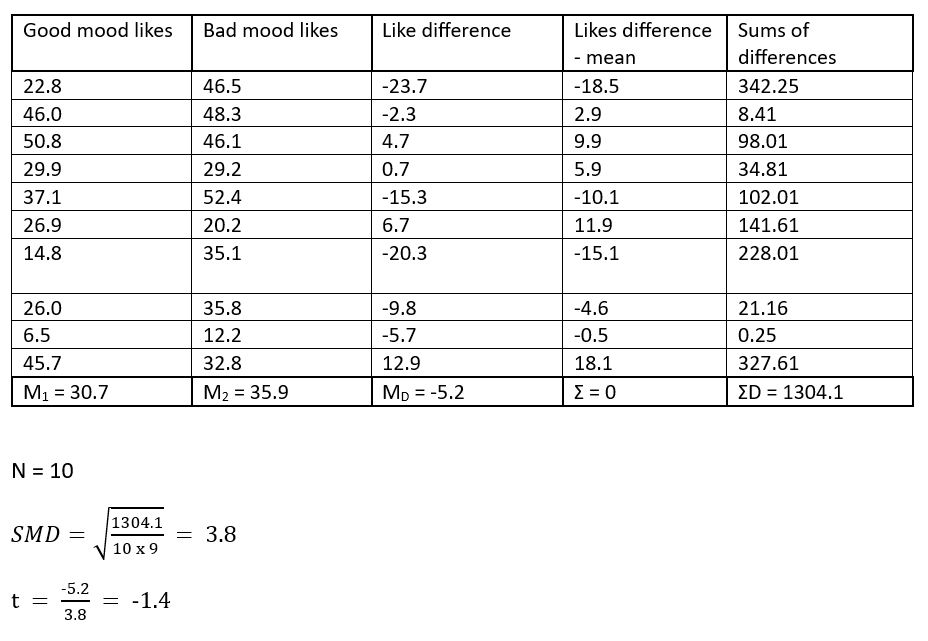 Good mood likes Bad mood likes Like difference Likes difference Sums of
- mean differences
22.8 46.5 -23.7 -18.5 342.25
46.0 48.3 -2.3 2.9 8.41
50.8 46.1 4.7 9.9 98.01
29.9 29.2 0.7 5.9 34.81
37.1 52.4 -15.3 -10.1 102.01
26.9 20.2 6.7 11.9 141.61
14.8 35.1 -20.3 -15.1 228.01
26.0 35.8 -9.8 -4.6 21.16
6.5 12.2 -5.7 -0.5 0.25
45.7 32.8 12.9 18.1 327.61
M₁ = 30.7 M₂ = 35.9 M_D = -5.2 Σ = 0 ΣD = 1304.1
N = 10
SMD = √(1304.1 / 10 x 9) = 3.8
t = -5.2 / 3.8 = -1.4